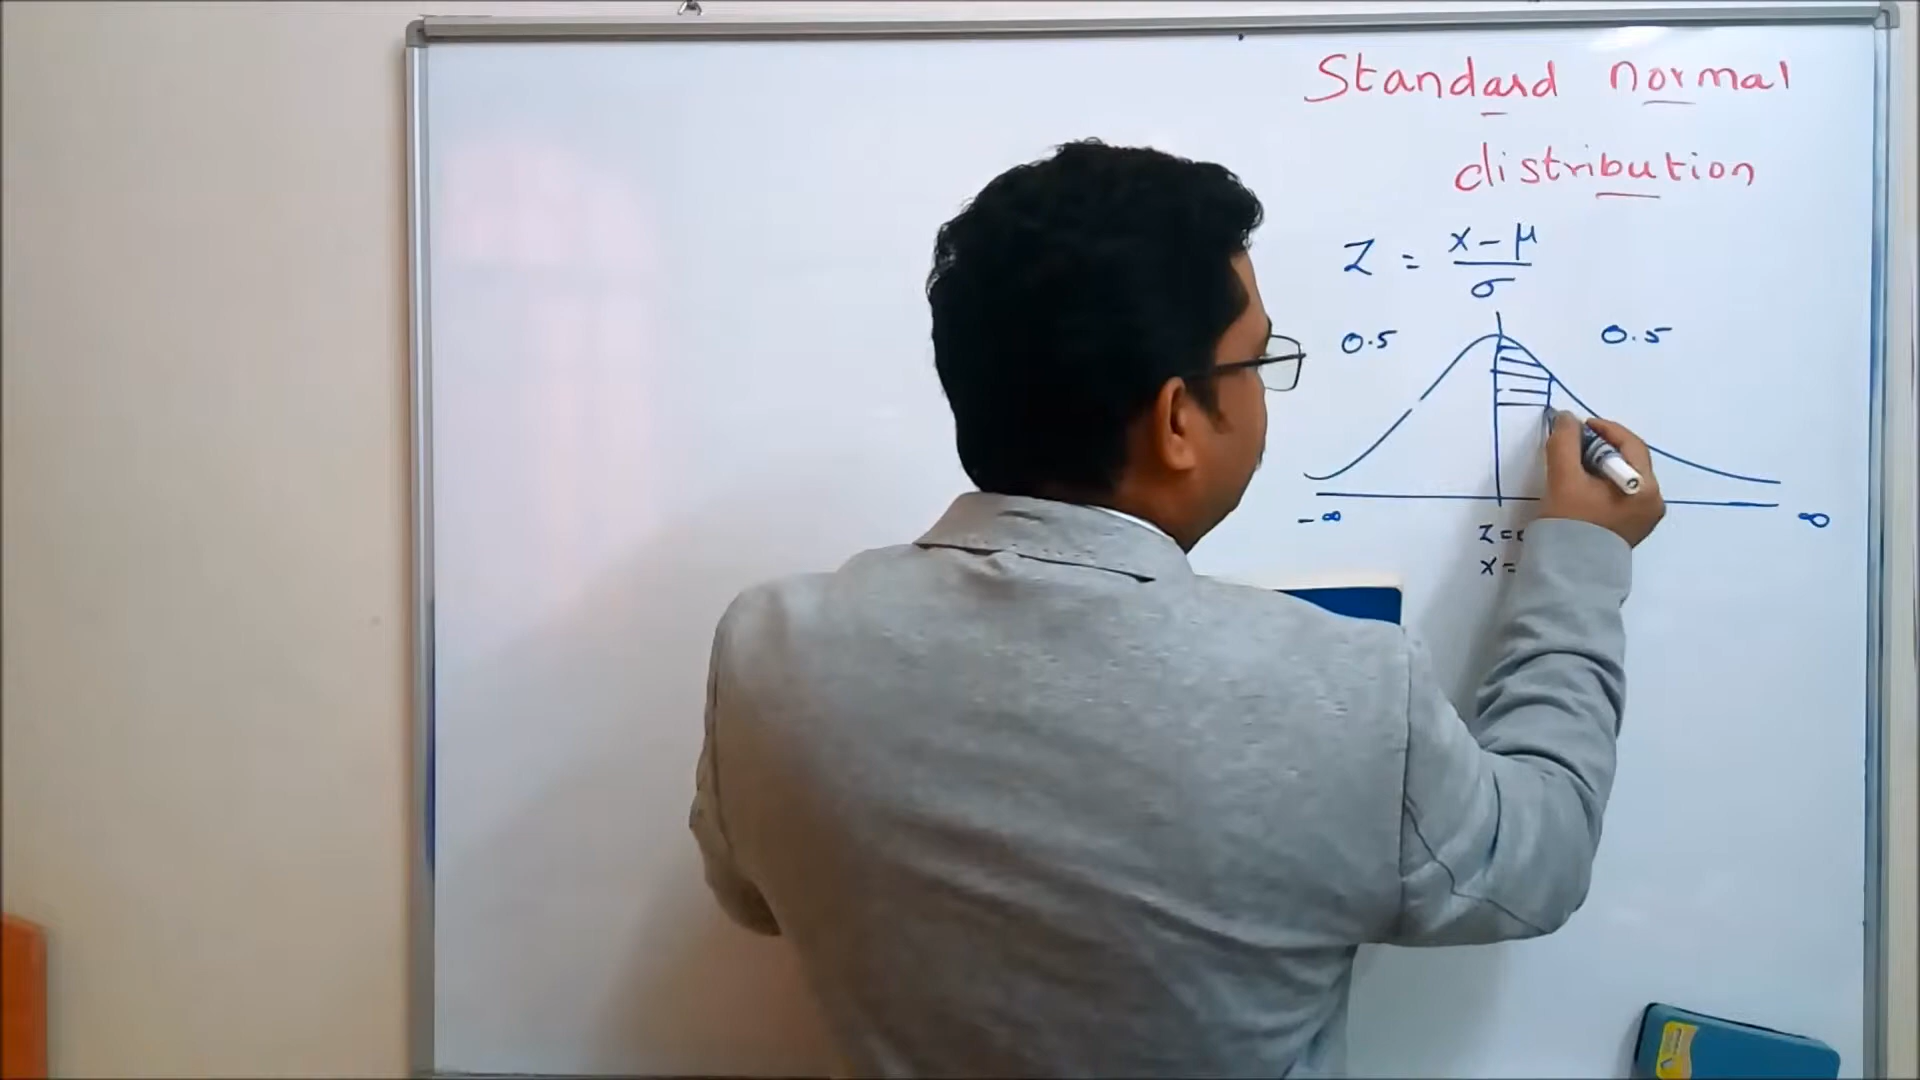 Standard normal
distribution
Z = x - μ / σ
0.5 0.5
-∞ ∞
Z =
x =